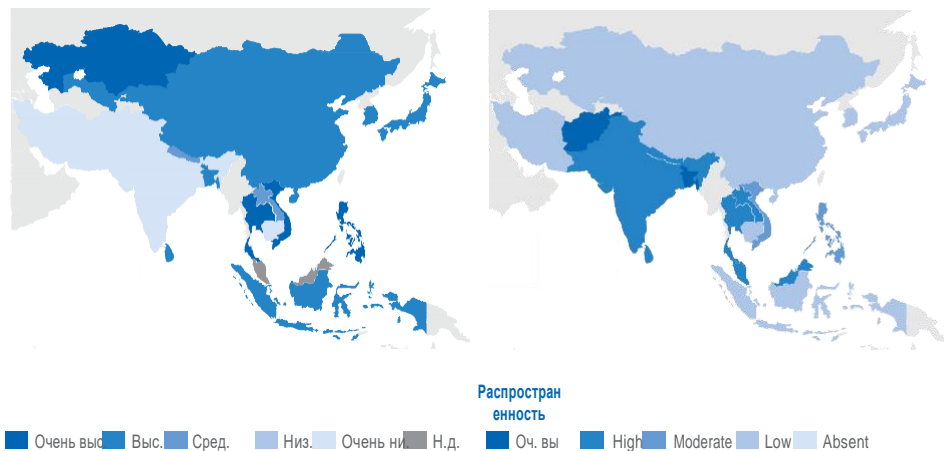 Распростран
енность
Очень выс Выс. Сред. Низ. Очень ни. Н.д. Оч. вы High Moderate Low Absent